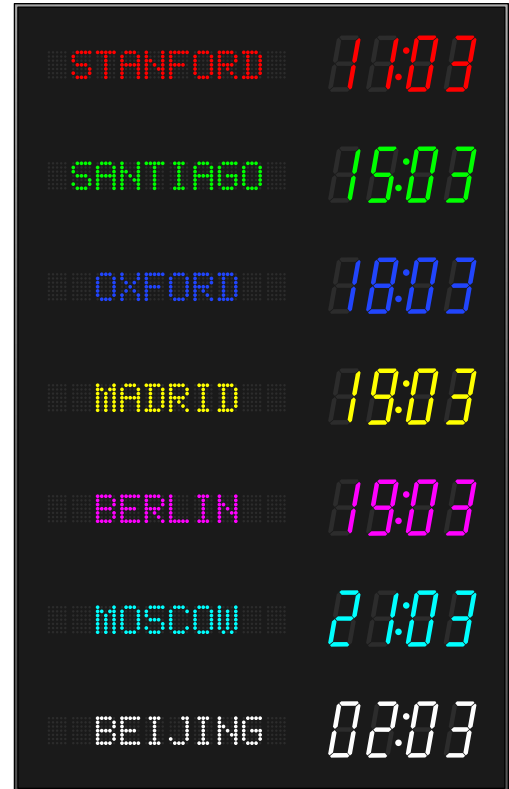 STANFORD 11:03
SANTIAGO 15:03
OXFORD 18:03
MADRID 19:03
BERLIN 19:03
MOSCOW 21:03
BEIJING 02:03